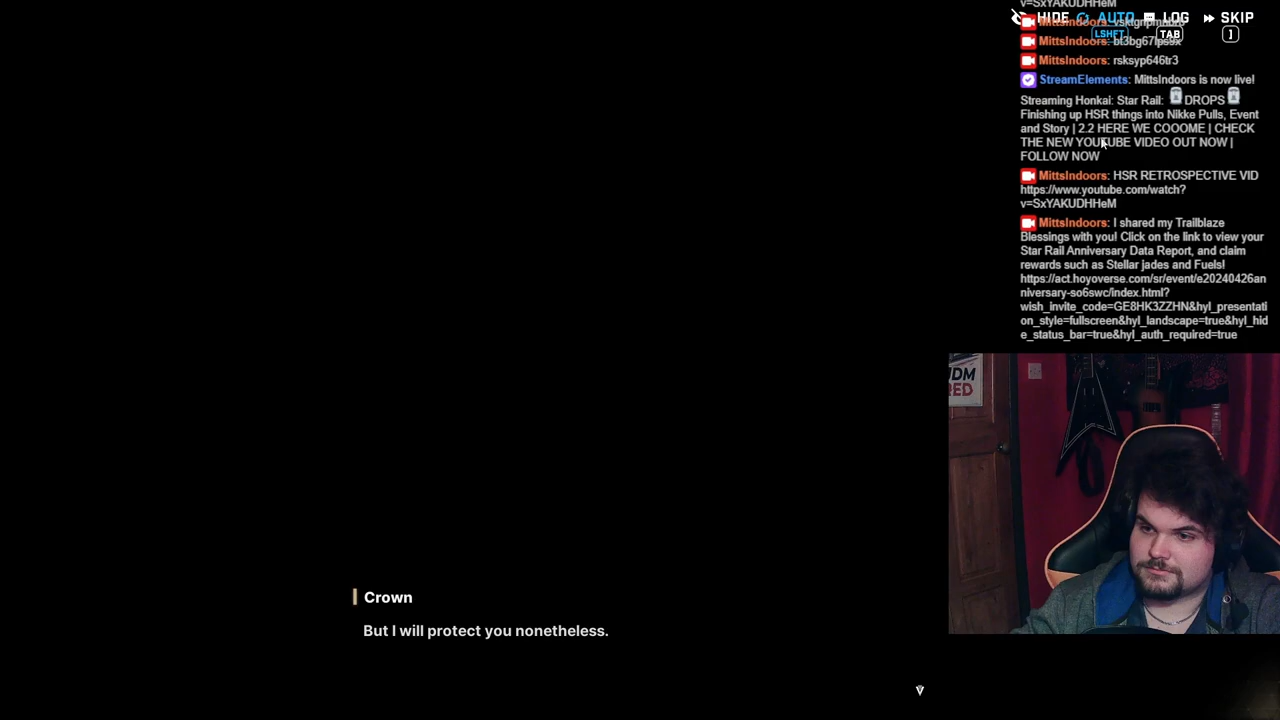 v=SxYAKUDHHeM
HIDE AUTO LOG SKIP
LSHFT TAB ]
MittsIndoors:
MittsIndoors: bt3bg67lps9x
MittsIndoors: rsksyp646tr3
StreamElements: MittsIndoors is now live!
Streaming Honkai: Star Rail: DROPS
Finishing up HSR things into Nikke Pulls, Event
and Story | 2.2 HERE WE COOOME | CHECK
THE NEW YOUTUBE VIDEO OUT NOW |
FOLLOW NOW
MittsIndoors: HSR RETROSPECTIVE VID
https://www.youtube.com/watch?
v=SxYAKUDHHeM
MittsIndoors: I shared my Trailblaze
Blessings with you! Click on the link to view your
Star Rail Anniversary Data Report, and claim
rewards such as Stellar jades and Fuels!
https://act.hoyoverse.com/sr/event/e20240426an
niversary-so6swc/index.html?
wish_invite_code=GE8HK3ZZHN&hyl_presentati
on_style=fullscreen&hyl_landscape=true&hyl_hid
e_status_bar=true&hyl_auth_required=true
Crown
But I will protect you nonetheless.